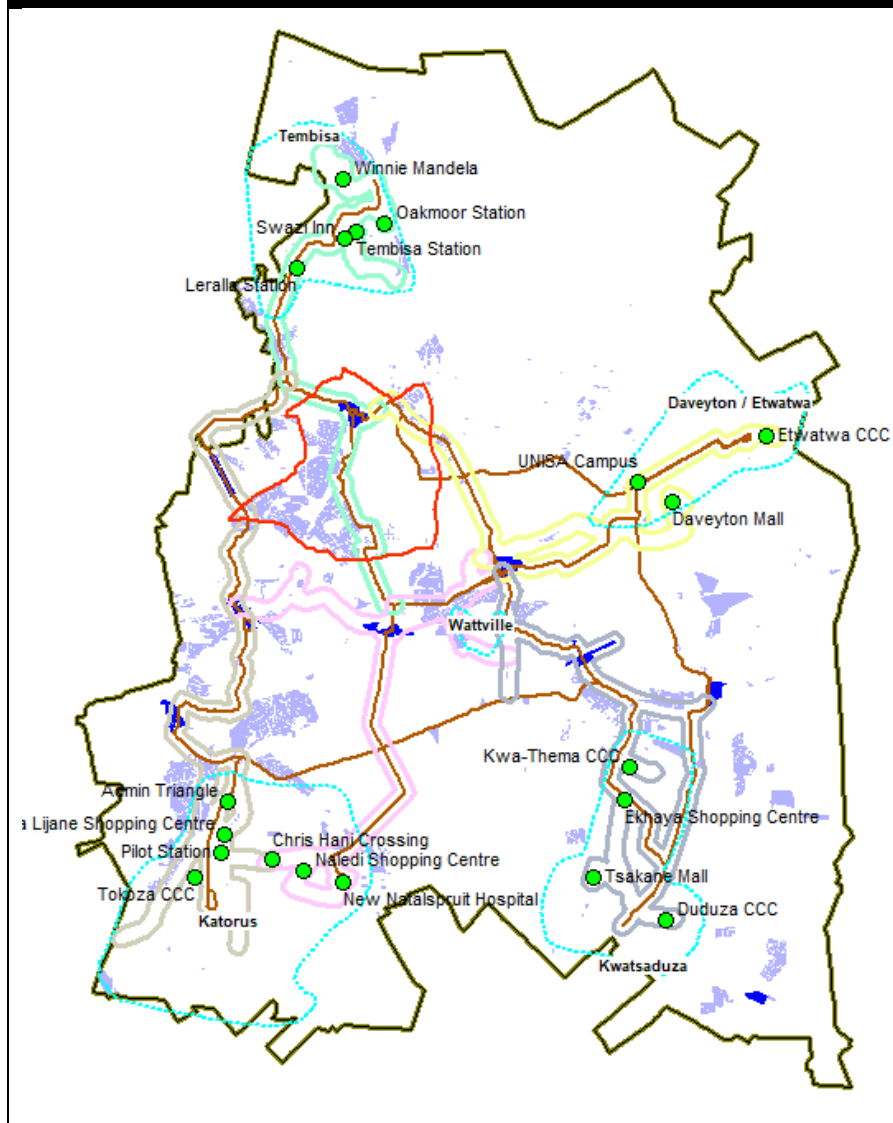 Tembisa
Winnie Mandela
Oakmoor Station
Swazi Inn
Tembisa Station
Leralla Station
Daveyton / Etwatwa
Etwatwa CCC
UNISA Campus
Daveyton Mall
Wattville
Kwa-Thema CCC
Admin Triangle
Ekhaya Shopping Centre
a Lijane Shopping Centre
Chris Hani Crossing
Pilot Station
Naledi Shopping Centre
Tsakane Mall
Tokoza CCC
New Natalspruit Hospital
Duduza CCC
Katorus
Kwatsaduza